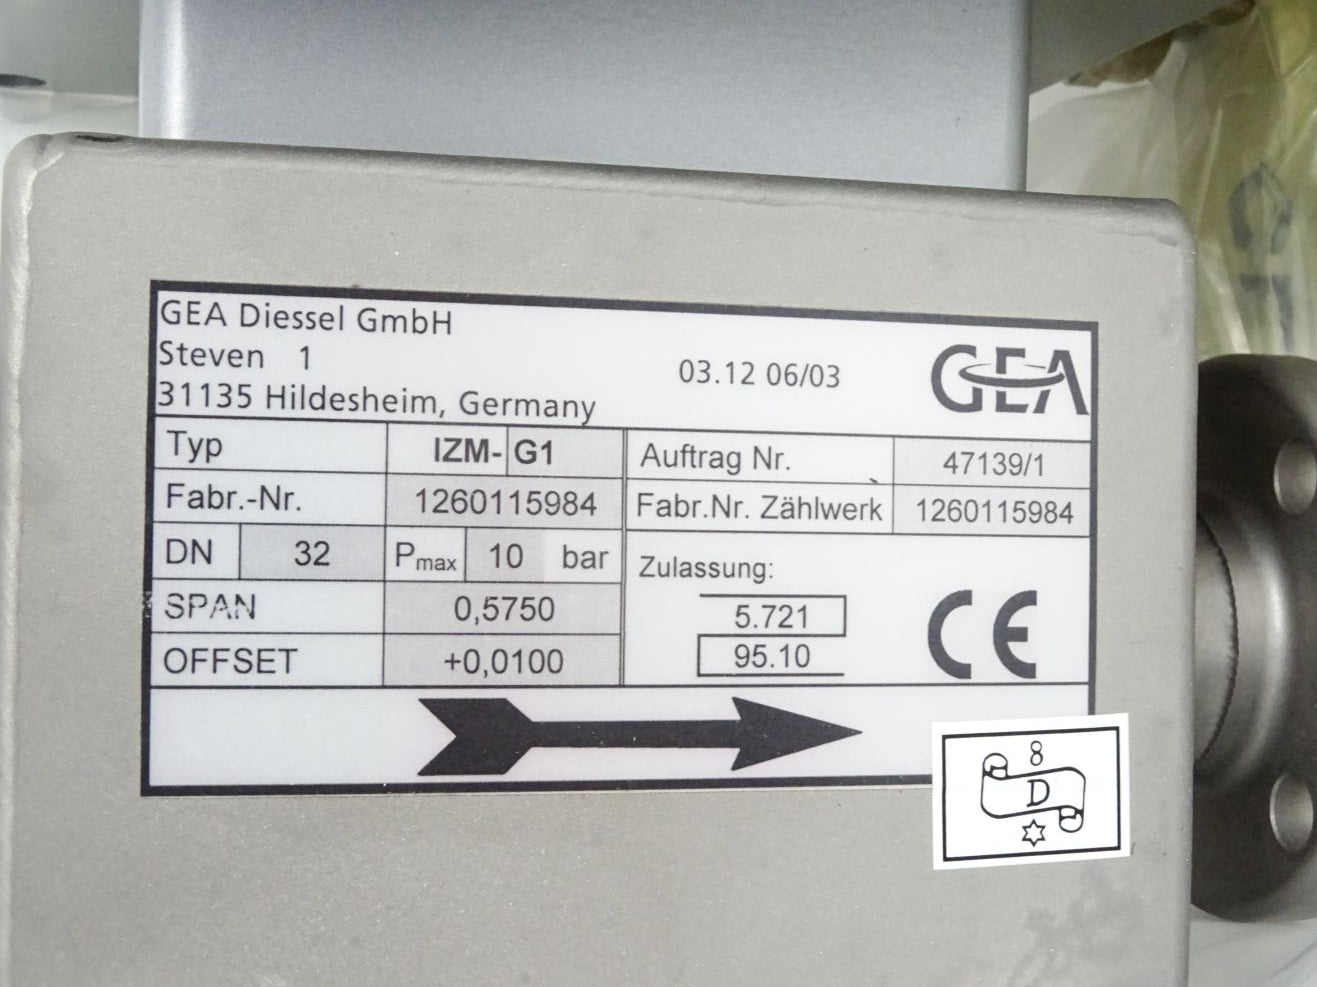 GEA Diessel GmbH
Steven 1
31135 Hildesheim, Germany
03.12 06/03
GEA
Typ IZM- G1
Auftrag Nr. 47139/1
Fabr.-Nr. 1260115984
Fabr.Nr. Zählwerk 1260115984
DN 32 Pmax 10 bar
Zulassung:
SPAN 0,5750
5.721
CE
OFFSET +0,0100
95.10
8
D